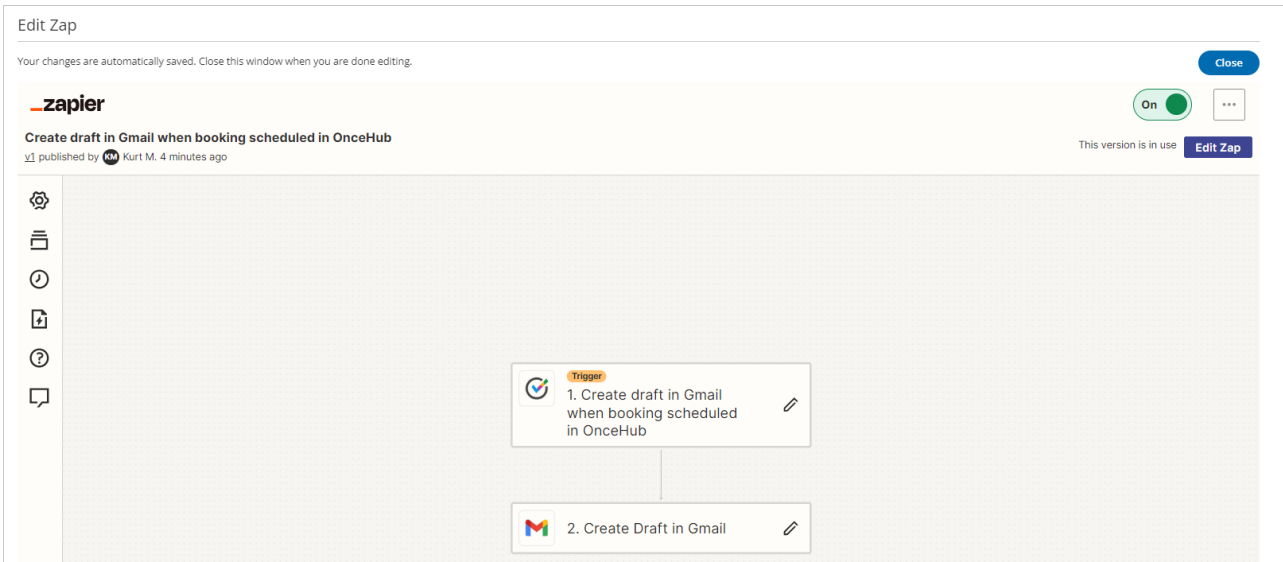 Edit Zap
Your changes are automatically saved. Close this window when you are done editing.
Close
_zapier
On
...
Create draft in Gmail when booking scheduled in OnceHub
v1 published by KM Kurt M. 4 minutes ago
This version is in use
Edit Zap
Trigger
1. Create draft in Gmail
when booking scheduled
in OnceHub
2. Create Draft in Gmail